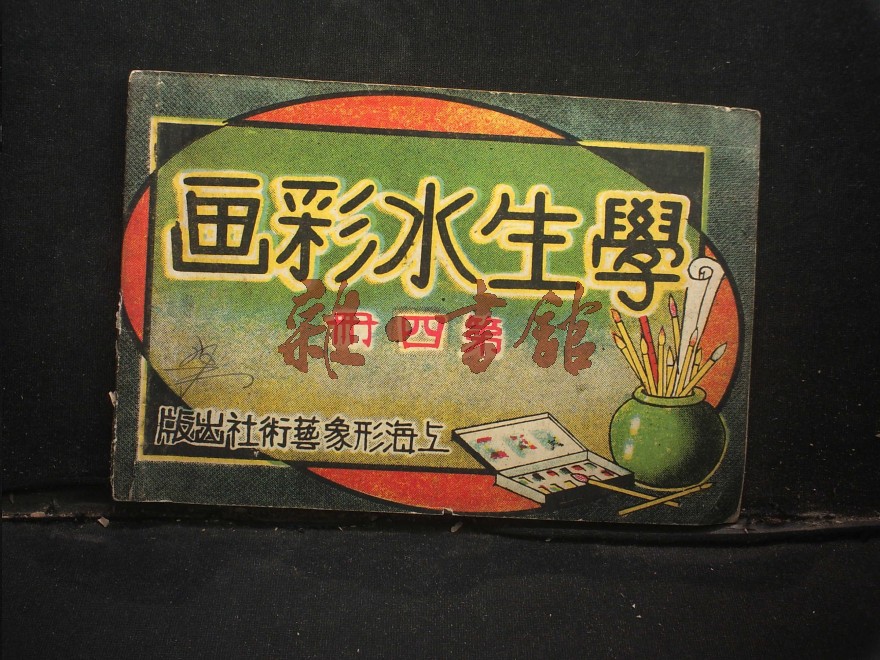 學生水彩画
第四冊
上海形象藝術社出版
雜·書館